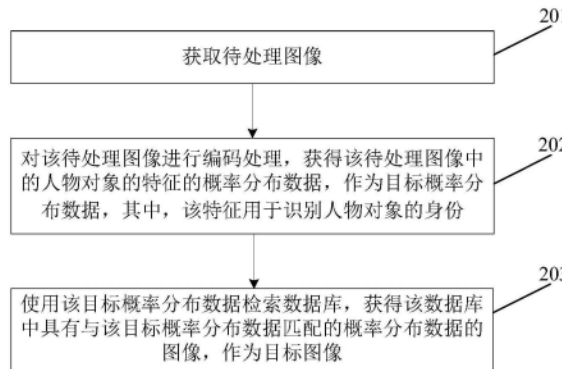 201
获取待处理图像
202
对该待处理图像进行编码处理，获得该待处理图像中
的人物对象的特征的概率分布数据，作为目标概率分
布数据，其中，该特征用于识别人物对象的身份
203
使用该目标概率分布数据检索数据库，获得该数据库
中具有与该目标概率分布数据匹配的概率分布数据的
图像，作为目标图像